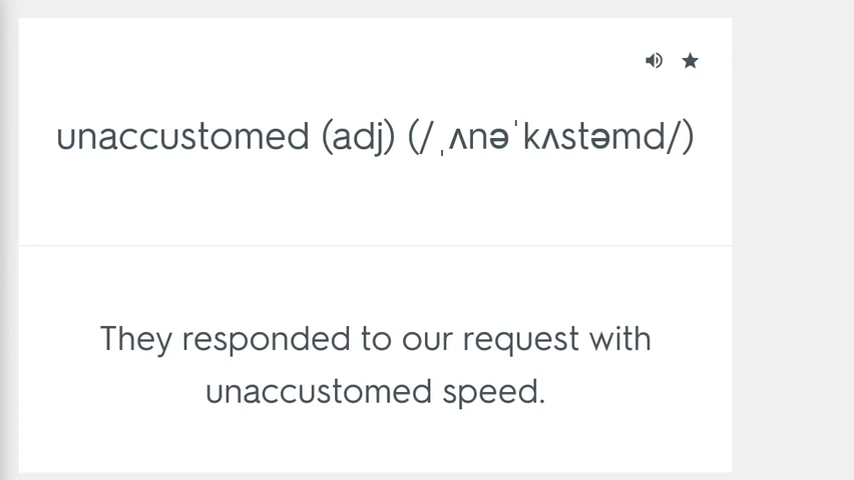 unaccustomed (adj) (/ˌʌnəˈkʌstəmd/)
They responded to our request with
unaccustomed speed.